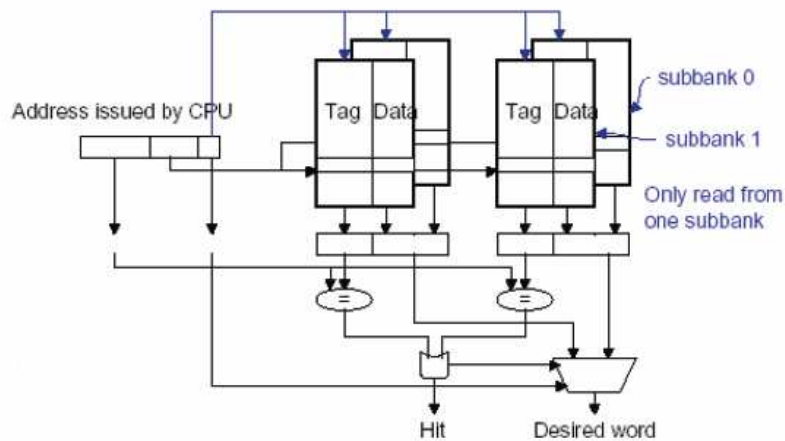 Address issued by CPU
Tag Data
Tag Data
subbank 0
subbank 1
Only read from
one subbank
=
=
Hit
Desired word